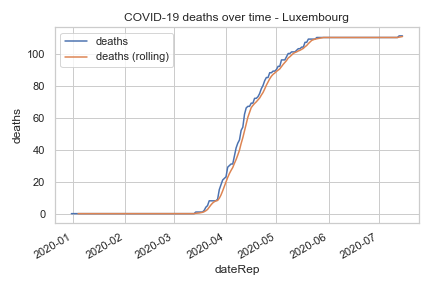 COVID-19 deaths over time - Luxembourg
deaths
deaths (rolling)
deaths
100
80
60
40
20
0
2020-01
2020-02
2020-03
2020-04
2020-05
2020-06
2020-07
dateRep